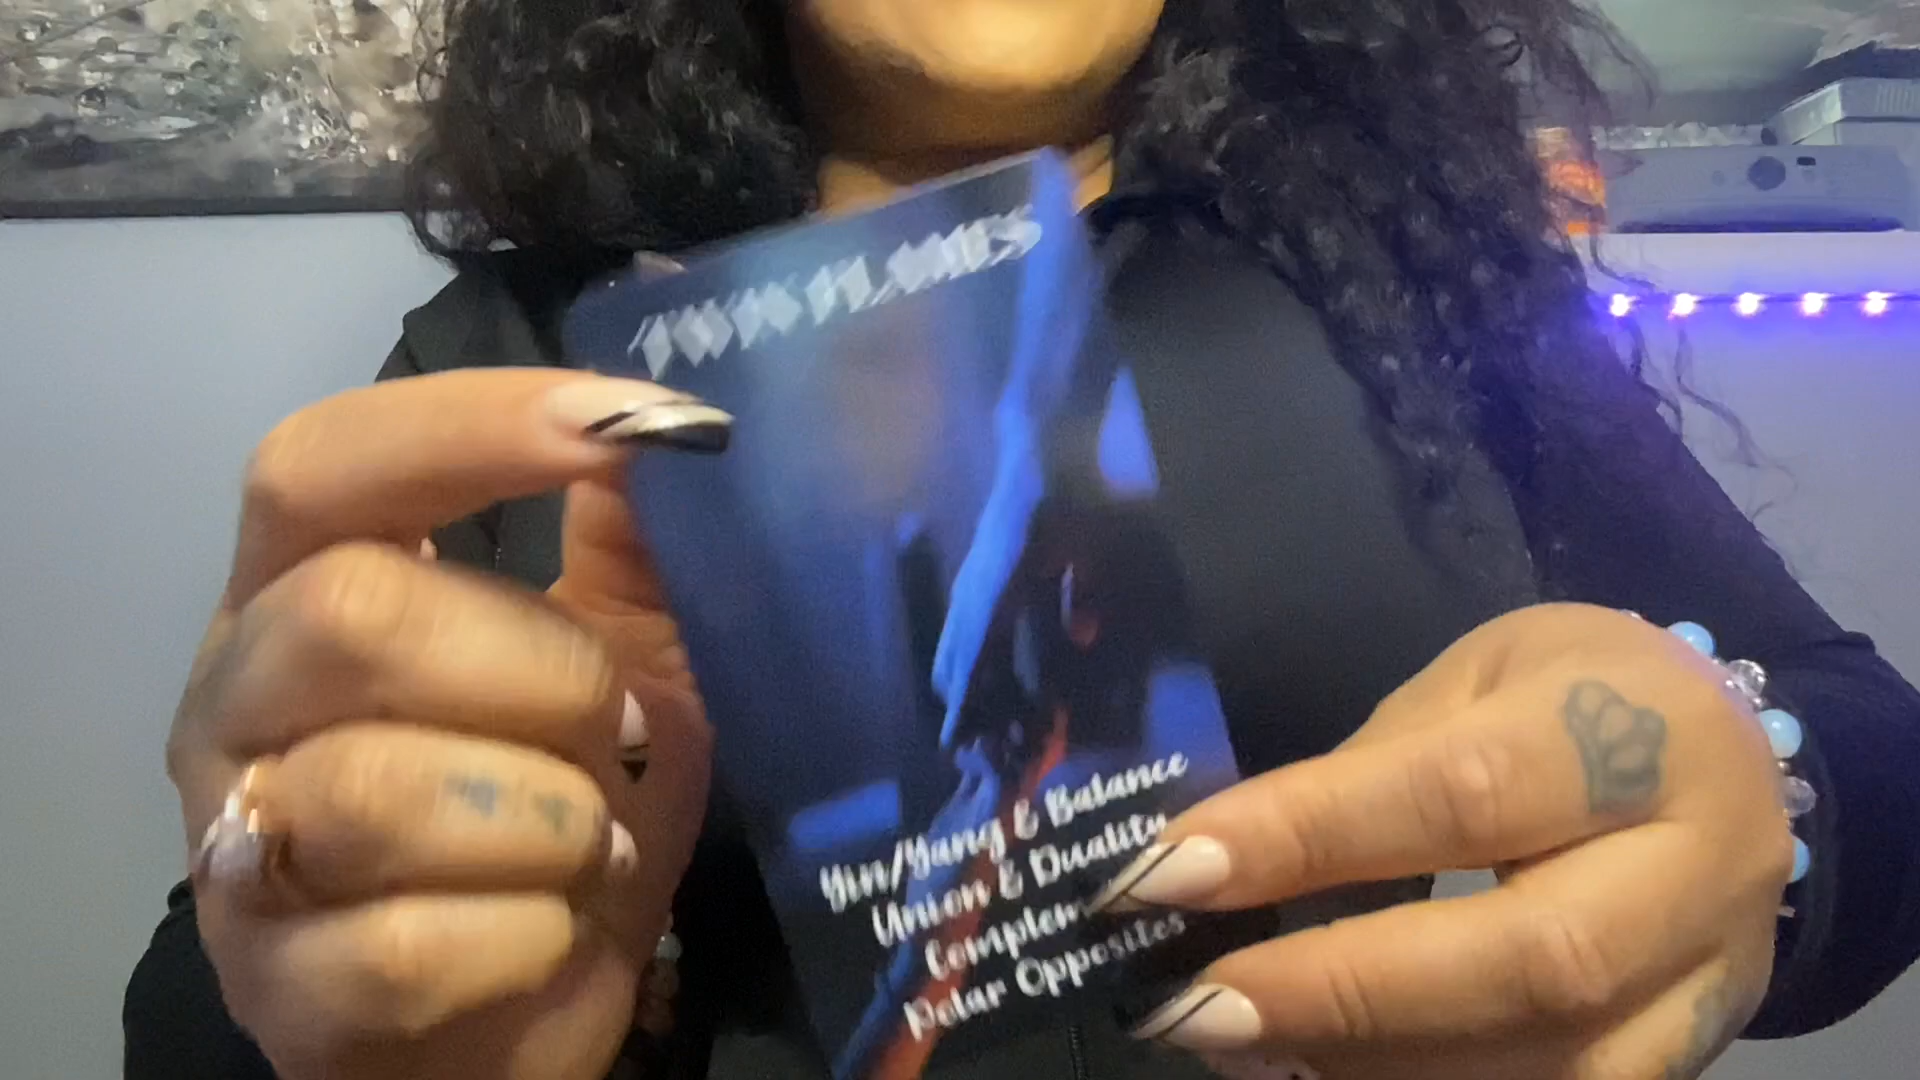 TWIN FLAMES
Yin/Yang & Balance
Union & Duality
Polar Opposites